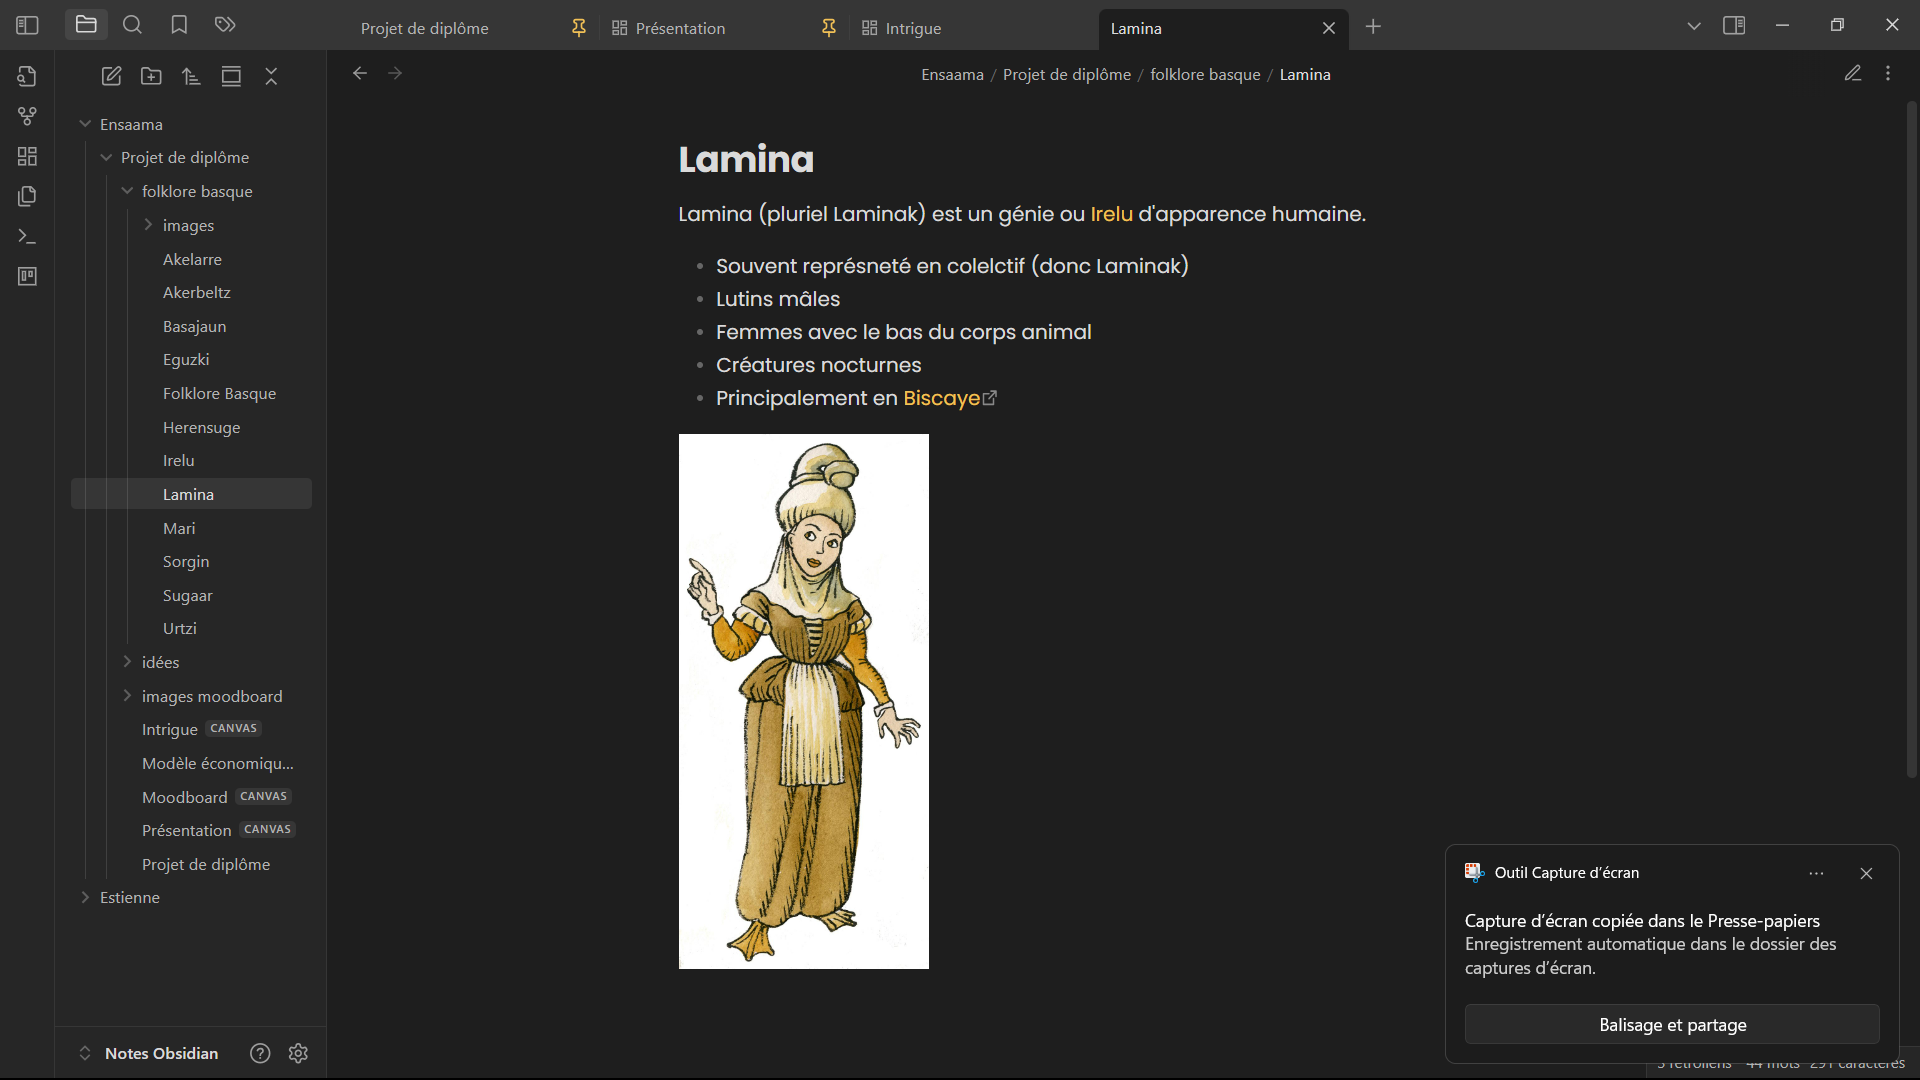 Projet de diplôme
Présentation
Intrigue
Lamina
Ensaama / Projet de diplôme / folklore basque / Lamina
Ensaama
Projet de diplôme
folklore basque
images
Akelarre
Akerbeltz
Basajaun
Eguzki
Folklore Basque
Herensuge
Irelu
Lamina
Mari
Sorgin
Sugaar
Urtzi
idées
images moodboard
Intrigue CANVAS
Modèle économiqu...
Moodboard CANVAS
Présentation CANVAS
Projet de diplôme
Estienne
Notes Obsidian
Lamina
Lamina (pluriel Laminak) est un génie ou Irelu d'apparence humaine.
Souvent représneté en colelctif (donc Laminak)
Lutins mâles
Femmes avec le bas du corps animal
Créatures nocturnes
Principalement en Biscaye
Outil Capture d'écran
Capture d'écran copiée dans le Presse-papiers
Enregistrement automatique dans le dossier des
captures d'écran.
Balisage et partage
3 rétroliens 44 mots 291 caractères